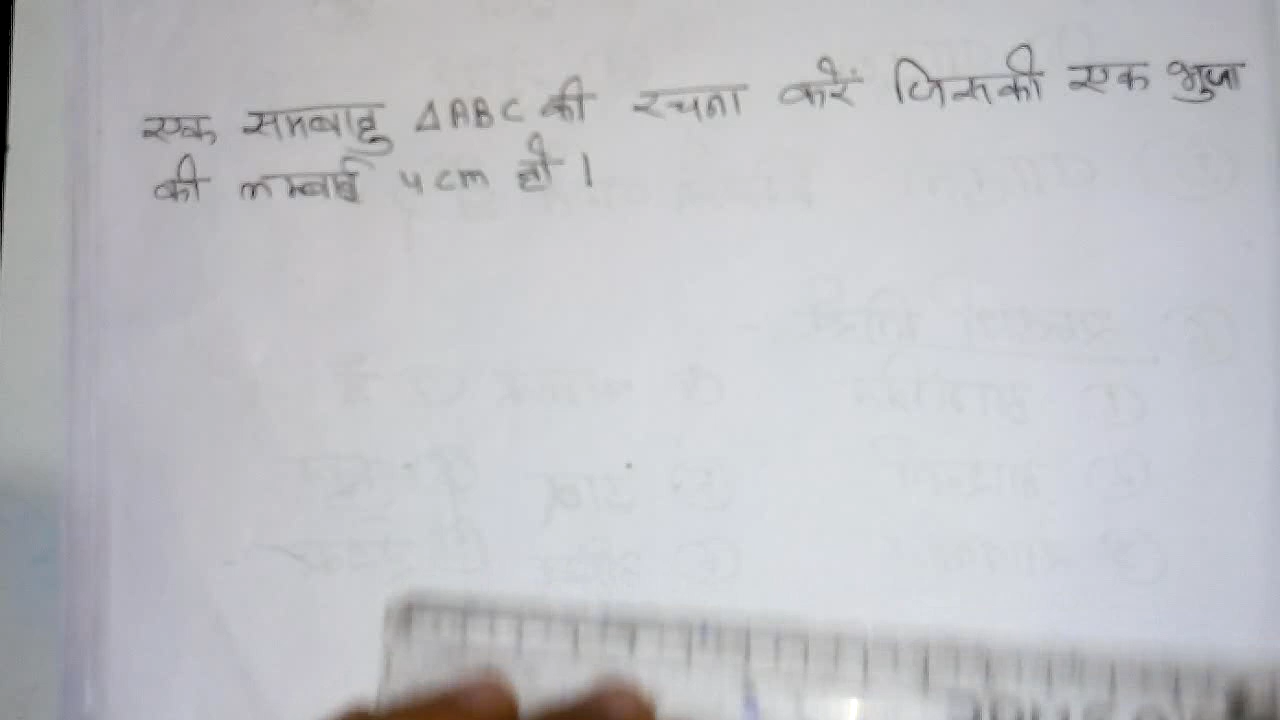 एक समबाहु ΔABC की रचना करें जिसकी एक भुजा
की लम्बाई 4 cm हो।